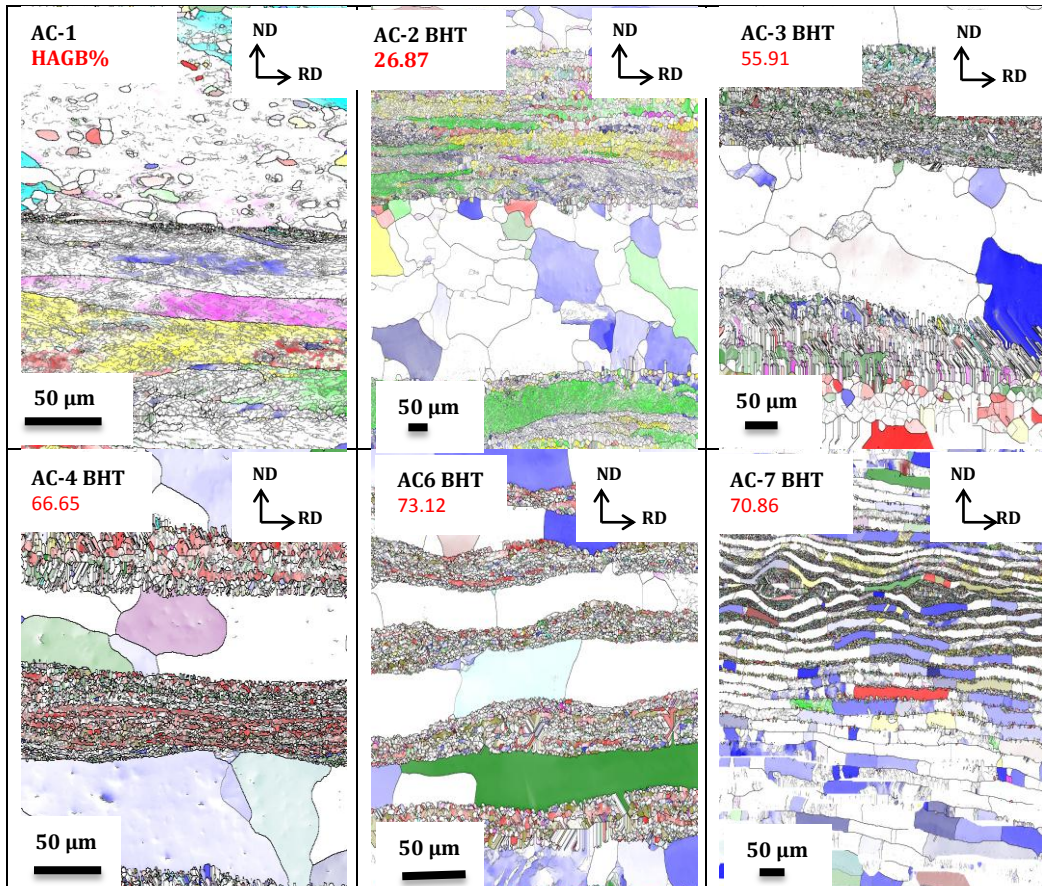 AC-1
HAGB%
ND
RD
50 µm
AC-2 BHT
26.87
ND
RD
50 µm
AC-3 BHT
55.91
ND
RD
50 µm
AC-4 BHT
66.65
ND
RD
50 µm
AC6 BHT
73.12
ND
RD
50 µm
AC-7 BHT
70.86
ND
RD
50 µm